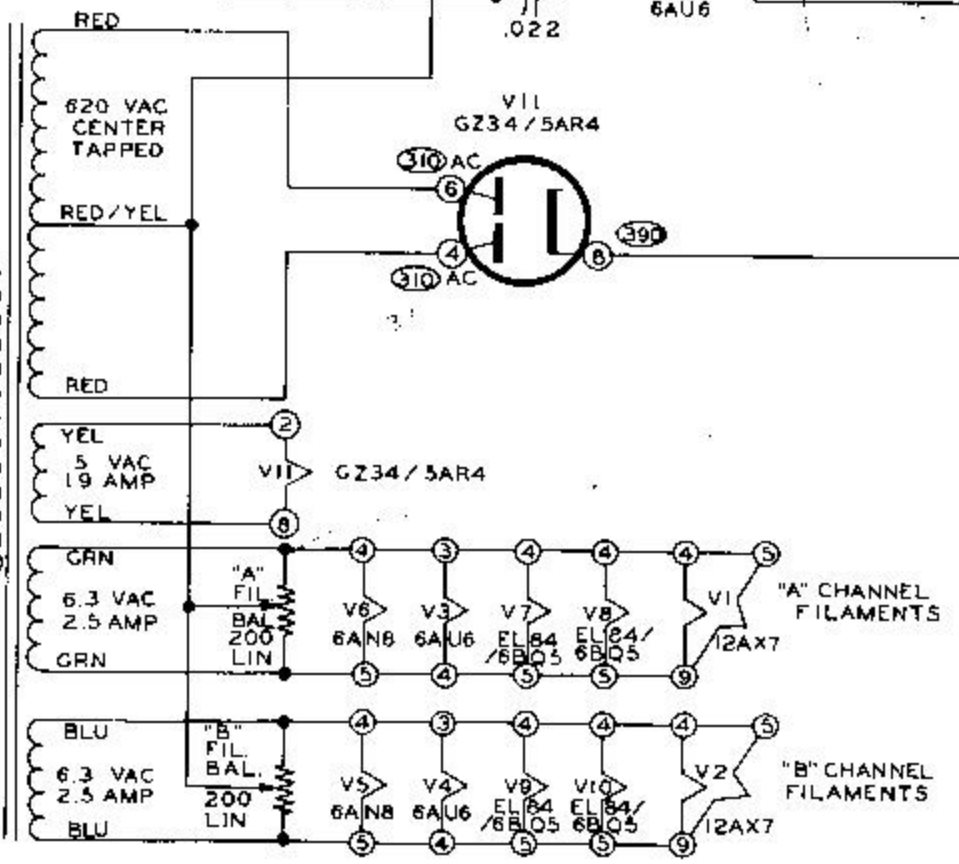 RED
.022
6AU6
620 VAC
CENTER
TAPPED
V11
GZ34/5AR4
310 AC
6
RED/YEL
4
310 AC
8
390
RED
YEL
5 VAC
1.9 AMP
YEL
2
V11
GZ34/5AR4
8
GRN
6.3 VAC
2.5 AMP
GRN
"A"
FIL.
BAL.
200
LIN
4
3
4
4
4
5
V6
6AN8
V3
6AU6
V7
EL84
/6BQ5
V8
EL84/
6BQ5
V1
12AX7
5
4
5
5
9
"A" CHANNEL
FILAMENTS
BLU
6.3 VAC
2.5 AMP
BLU
"B"
FIL.
BAL.
200
LIN
4
3
4
4
4
5
V5
6AN8
V4
6AU6
V9
EL84
/6BQ5
V10
EL84/
6BQ5
V2
12AX7
5
4
5
5
9
"B" CHANNEL
FILAMENTS